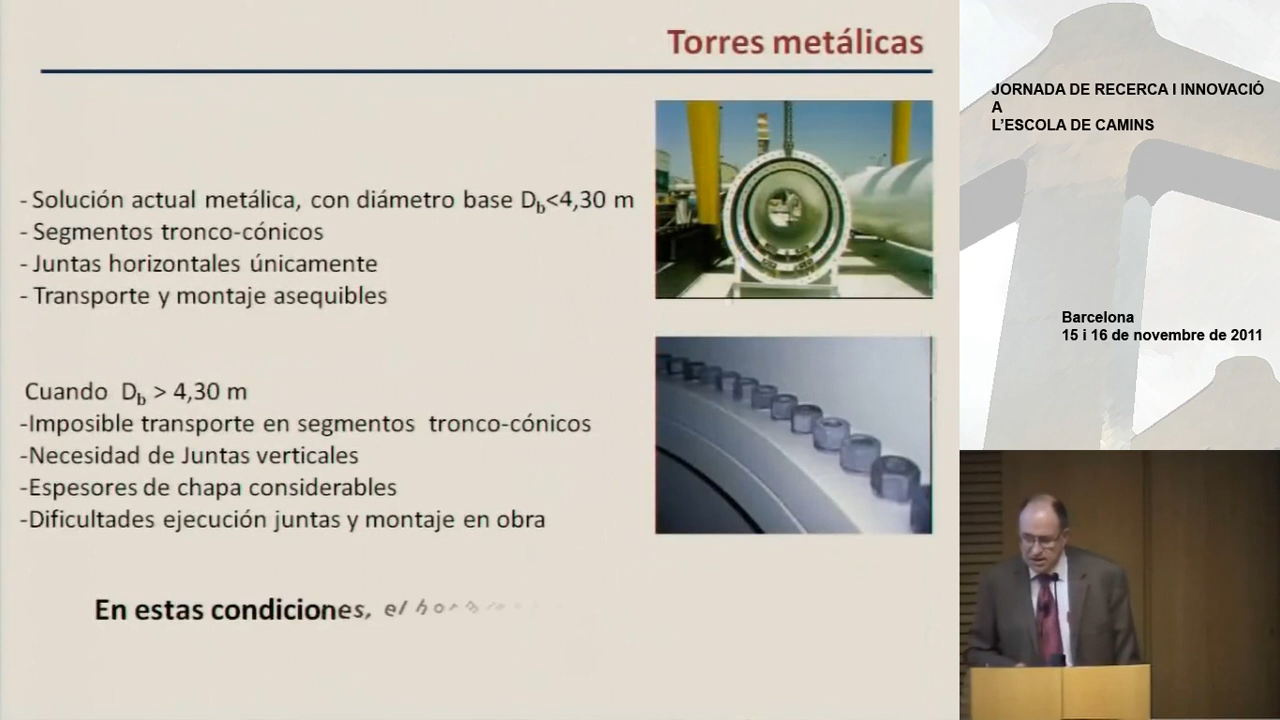 Torres metálicas
- Solución actual metálica, con diámetro base Db<4,30 m
- Segmentos tronco-cónicos
- Juntas horizontales únicamente
- Transporte y montaje asequibles
Cuando Db > 4,30 m
-Imposible transporte en segmentos tronco-cónicos
-Necesidad de Juntas verticales
-Espesores de chapa considerables
-Dificultades ejecución juntas y montaje en obra
En estas condiciones, el
JORNADA DE RECERCA I INNOVACIÓ
A
L'ESCOLA DE CAMINS
Barcelona
15 i 16 de novembre de 2011